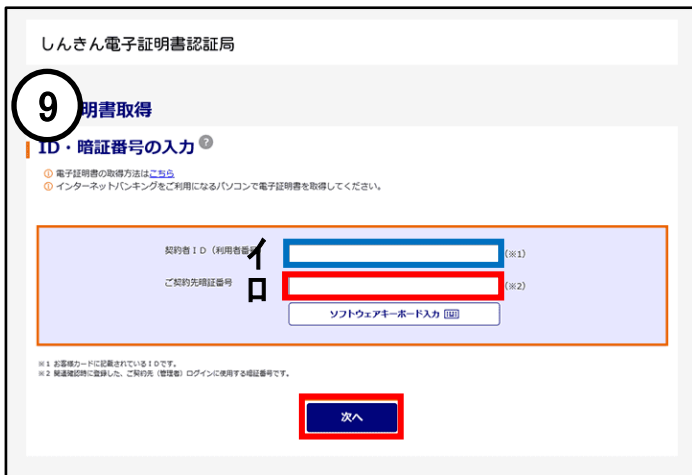 しんきん電子証明書認証局
9
明書取得
ID・暗証番号の入力 ?
① 電子証明書の取得方法はこちら
① インターネットバンキングをご利用になるパソコンで電子証明書を取得してください。
契約者ID(利用者番 イ (※1)
ご契約先暗証番号 ロ (※2)
ソフトウェアキーボード入力
※1 お客様カードに記載されているIDです。
※2 開通確認時に登録した、ご契約先(管理者)ログインに使用する暗証番号です。
次へ